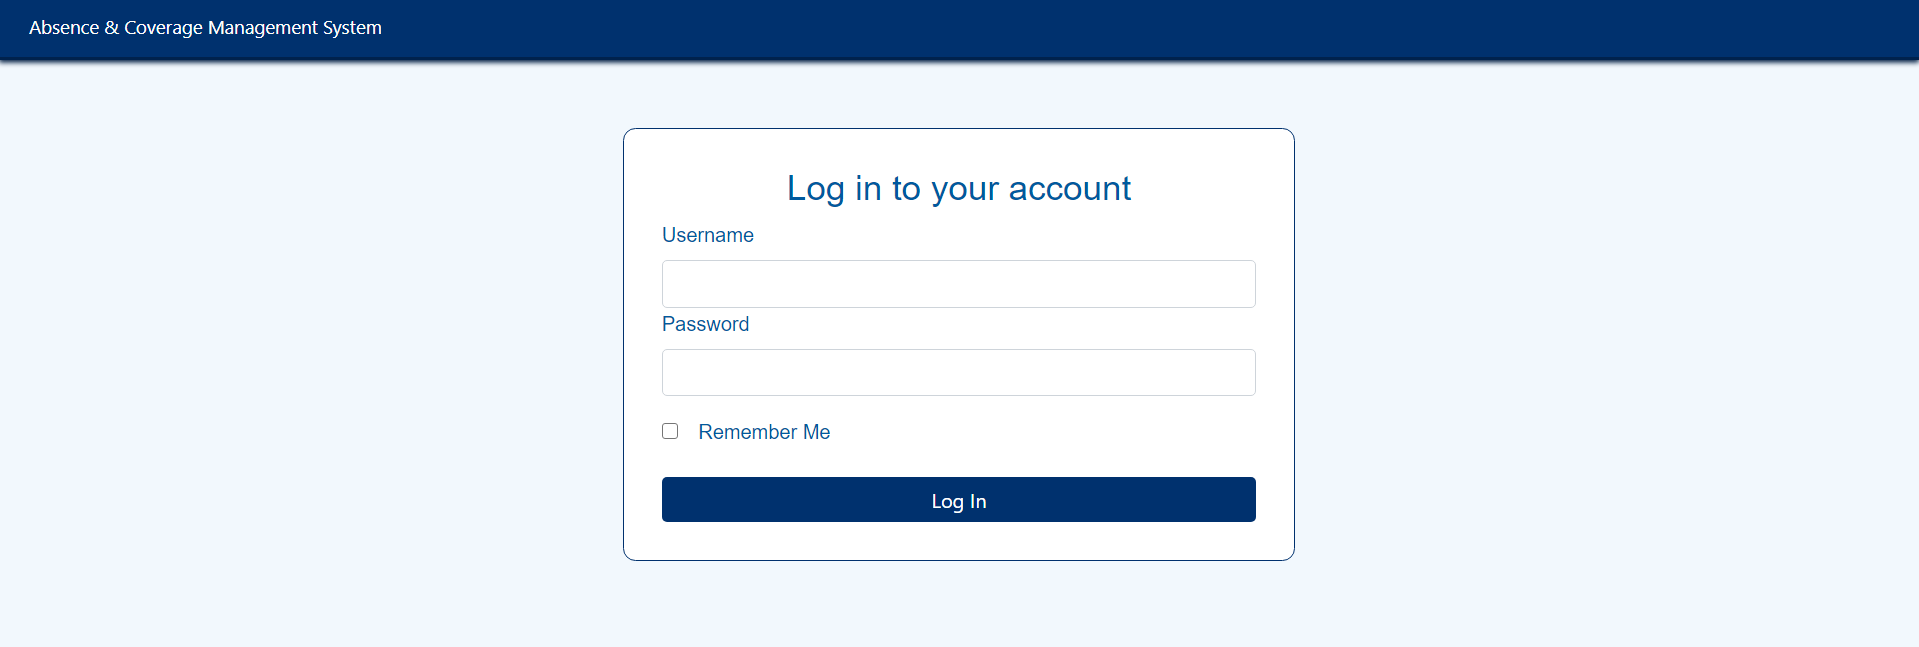 Absence & Coverage Management System
Log in to your account
Username
Password
Remember Me
Log In